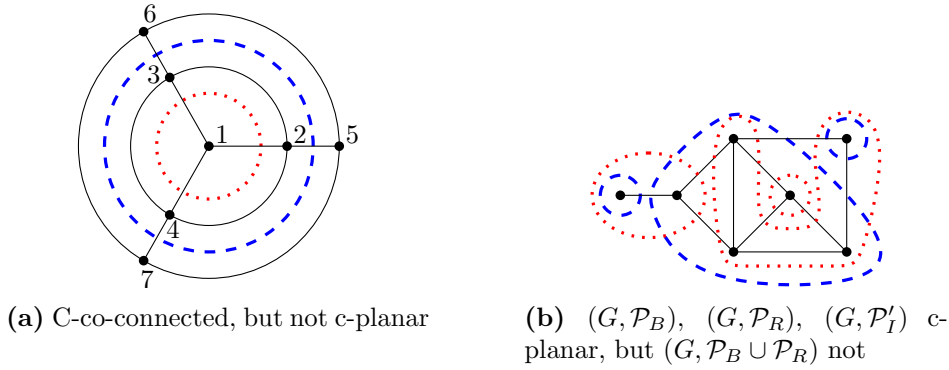 6
3
1
2
5
4
7
(a) C-co-connected, but not c-planar
(b) (G, 𝒫_B), (G, 𝒫_R), (G, 𝒫'_I) c-
planar, but (G, 𝒫_B ∪ 𝒫_R) not